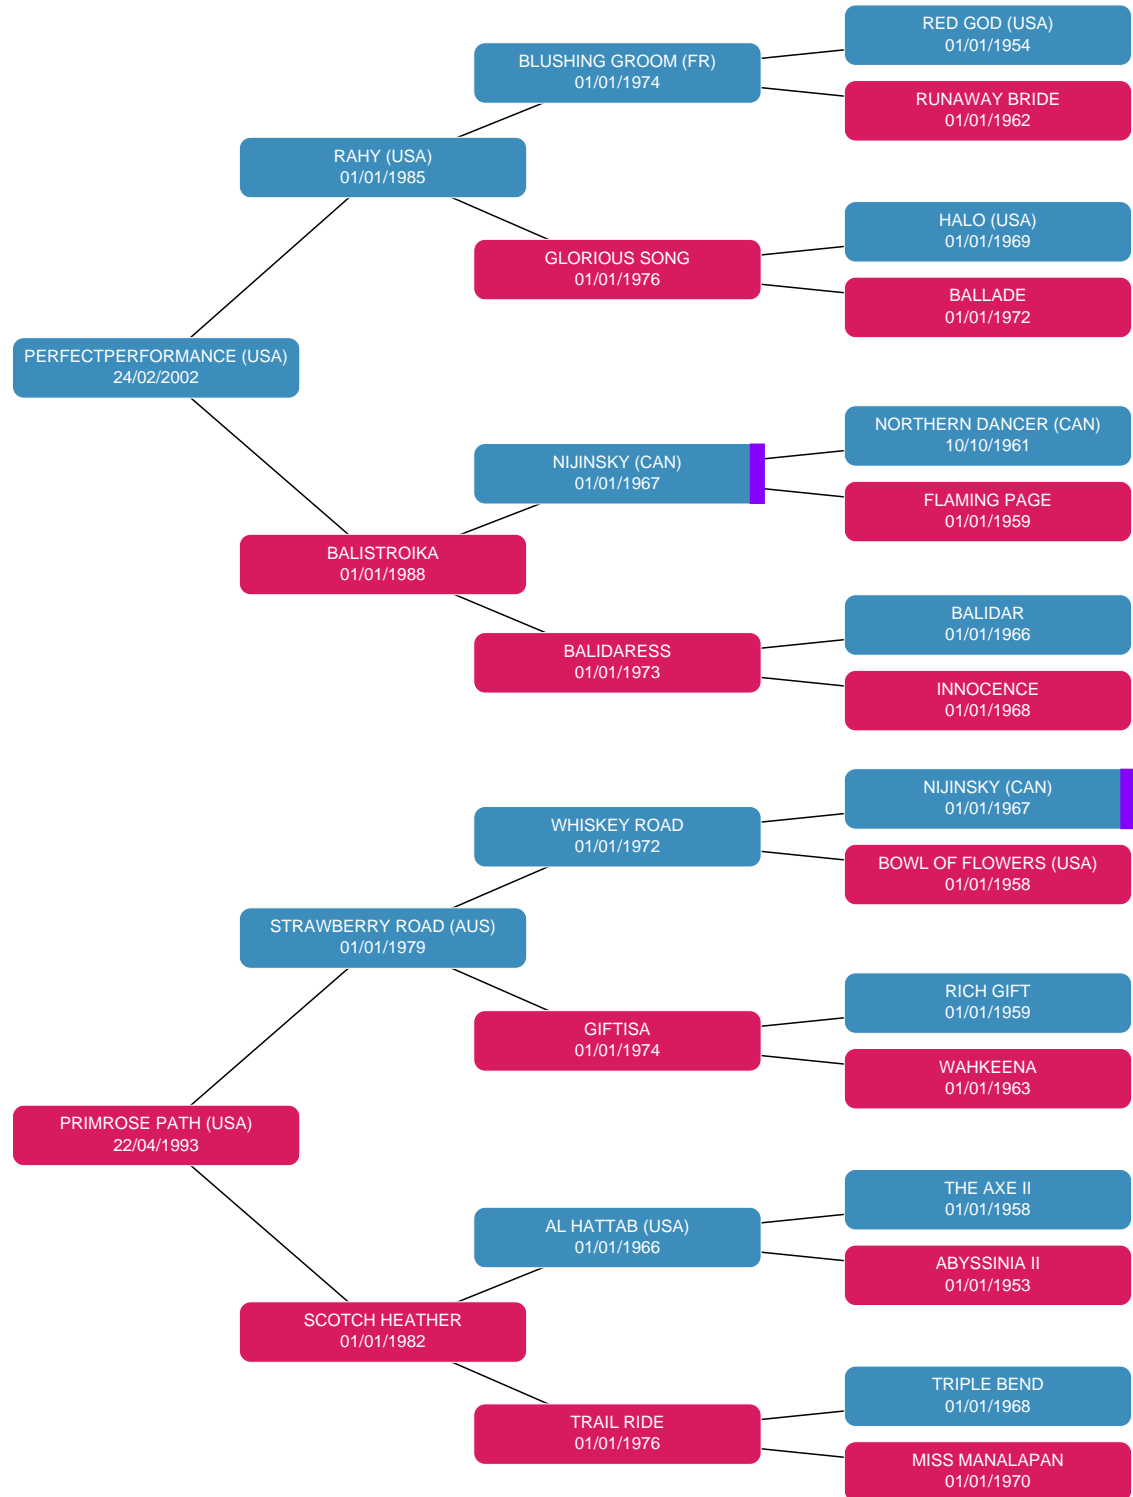 RED GOD (USA)
01/01/1954
BLUSHING GROOM (FR)
01/01/1974
RUNAWAY BRIDE
01/01/1962
RAHY (USA)
01/01/1985
HALO (USA)
01/01/1969
GLORIOUS SONG
01/01/1976
BALLADE
01/01/1972
PERFECTPERFORMANCE (USA)
24/02/2002
NORTHERN DANCER (CAN)
10/10/1961
NIJINSKY (CAN)
01/01/1967
FLAMING PAGE
01/01/1959
BALISTROIKA
01/01/1988
BALIDAR
01/01/1966
BALIDARESS
01/01/1973
INNOCENCE
01/01/1968
NIJINSKY (CAN)
01/01/1967
WHISKEY ROAD
01/01/1972
BOWL OF FLOWERS (USA)
01/01/1958
STRAWBERRY ROAD (AUS)
01/01/1979
RICH GIFT
01/01/1959
GIFTISA
01/01/1974
WAHKEENA
01/01/1963
PRIMROSE PATH (USA)
22/04/1993
THE AXE II
01/01/1958
AL HATTAB (USA)
01/01/1966
ABYSSINIA II
01/01/1953
SCOTCH HEATHER
01/01/1982
TRIPLE BEND
01/01/1968
TRAIL RIDE
01/01/1976
MISS MANALAPAN
01/01/1970